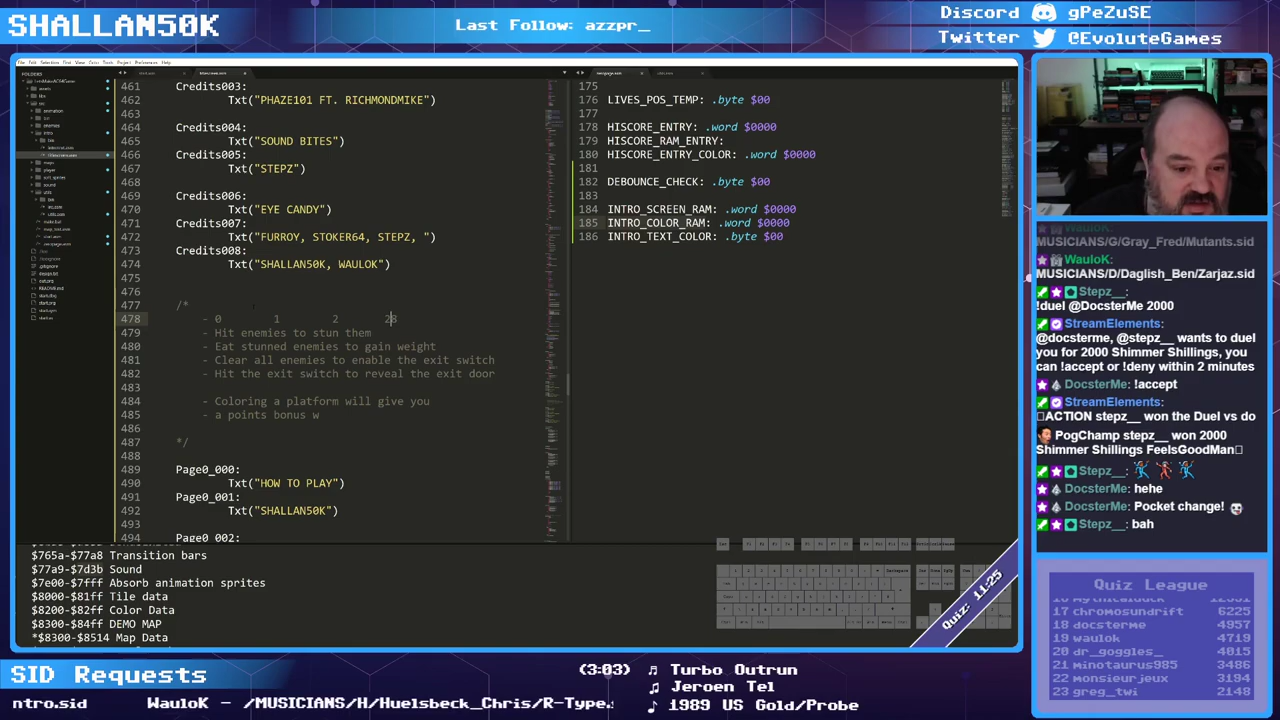 SHALLAN50K
Last Follow: azzpr_
Discord gPeZuSE
Twitter @EvoluteGames
461 Credits003:
462 Txt("PHAZE101 FT. RICHMONDMIKE")
463
464 Credits004:
465 Txt("SOUND BITES")
466 Credits005:
467 Txt("STEPZ ")
468
469 Credits006:
470 Txt("EYE CANDY")
471 Credits007:
472 Txt("FURROY, STOKER64, STEPZ, ")
473 Credits008:
474 Txt("SHALLAN50K, WAULOK")
475
476
477 /*
478 - 0 1 2 28
479 - Hit enemies to stun them
480 - Eat stunned enemies to gain weight
481 - Clear all enemies to enable the exit switch
482 - Hit the exit switch to reveal the exit door
483
484 - Coloring a platform will give you
485 - a points bonus w
486
487 */
488
489 Page0_000:
490 Txt("HOW TO PLAY")
491 Page0_001:
492 Txt("SHALLAN50K")
493
494 Page0_002:
175
176 LIVES_POS_TEMP: .byte $00
177
178 HISCORE_ENTRY: .word $0000
179 HISCORE_RAM_ENTRY:
180 HISCORE_ENTRY_COLOR: .word $0000
181
182 DEBOUNCE_CHECK: .byte $00
183
184 INTRO_SCREEN_RAM: .word $0000
185 INTRO_COLOR_RAM: .word $0000
186 INTRO_TEXT_COLOR: .byte $00
$765a-$77a8 Transition bars
$77a9-$7d3b Sound
$7e00-$7fff Absorb animation sprites
$8000-$81ff Tile data
$8200-$82ff Color Data
$8300-$84ff DEMO MAP
*$8300-$8514 Map Data
Quiz: 11:25
WauloK:
MUSICIANS/G/Gray_Fred/Mutants.sid
WauloK:
MUSICIANS/D/Daglish_Ben/Zarjaz.sid
Stepz_:
!duel @DocsterMe 2000
StreamElements:
@docsterme, @stepz__ wants to duel
you for 2000 Shimmer Shillings, you
can !accept or !deny within 2 minutes
DocsterMe: !accept
StreamElements:
ACTION stepz__ won the Duel vs do
PogChamp stepz__ won 2000
Shimmer Shillings FeelsGoodMan
Stepz_:
DocsterMe: hehe
DocsterMe: Pocket change!
Stepz_: bah
Quiz League
17 chromosundrift 6225
18 docsterme 4957
19 waulok 4719
20 dr_goggles_ 4015
21 minotaurus985 3486
22 monsieurjeux 3194
23 greg_twi 2148
SID Requests
(3:03) Turbo Outrun
Jeroen Tel
1989 US Gold/Probe
ntro.sid WauloK - /MUSICIANS/H/Huelsbeck_Chris/R-Type.